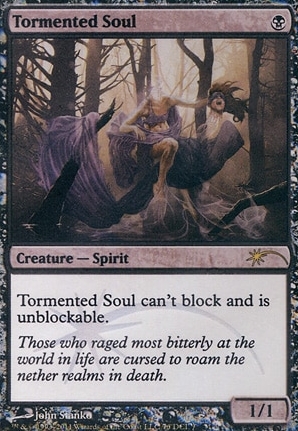 Tormented Soul
Creature — Spirit
Tormented Soul can't block and is
unblockable.
Those who raged most bitterly at the
world in life are cursed to roam the
nether realms in death.
John Stanko
1/1